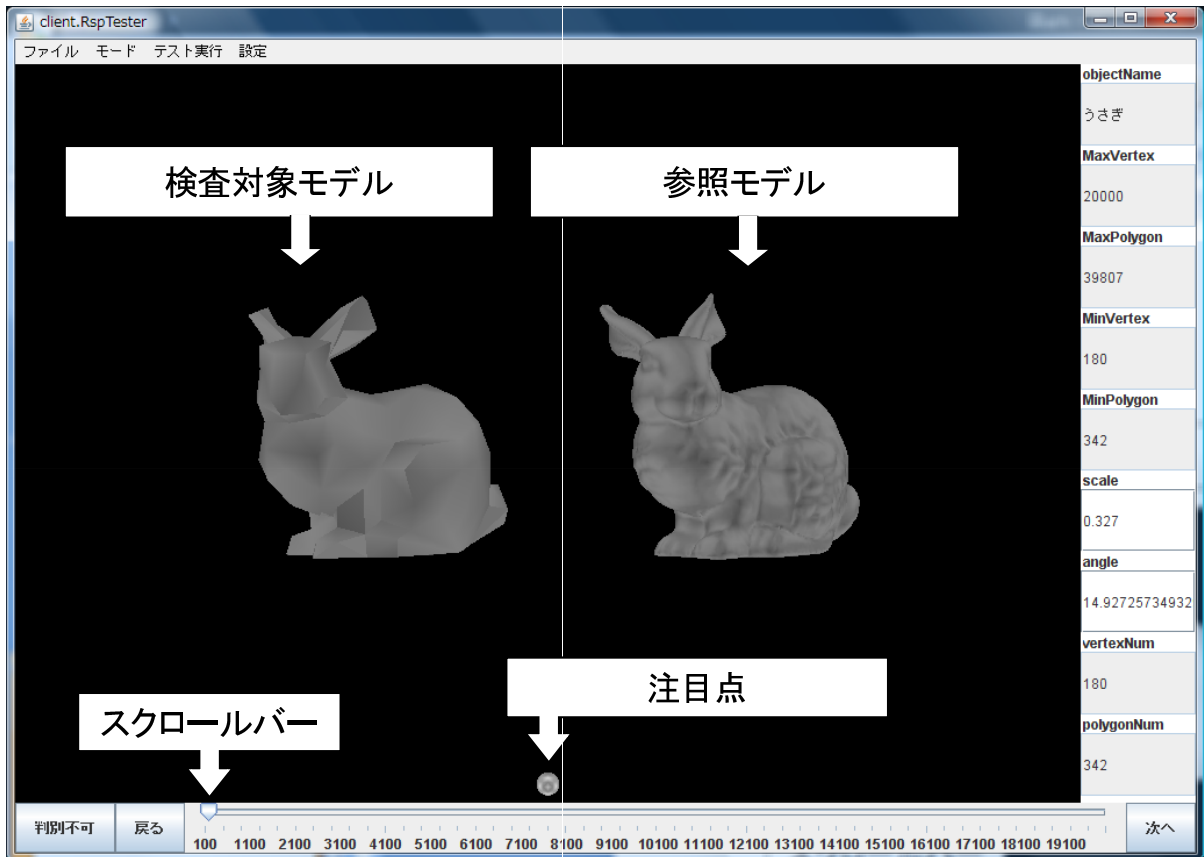 client.RspTester
ファイル モード テスト実行 設定
検査対象モデル
参照モデル
注目点
スクロールバー
objectName
うさぎ
MaxVertex
20000
MaxPolygon
39807
MinVertex
180
MinPolygon
342
scale
0.327
angle
14.92725734932
vertexNum
180
polygonNum
342
判別不可 戻る
100 1100 2100 3100 4100 5100 6100 7100 8100 9100 10100 11100 12100 13100 14100 15100 16100 17100 18100 19100
次へ